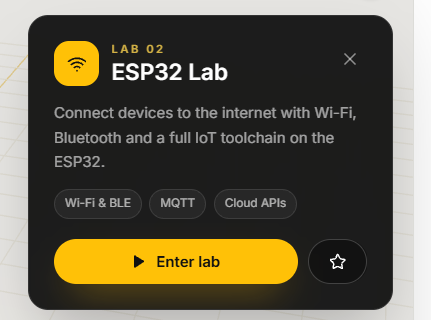 LAB 02
ESP32 Lab
Connect devices to the internet with Wi-Fi,
Bluetooth and a full IoT toolchain on the
ESP32.
Wi-Fi & BLE
MQTT
Cloud APIs
Enter lab